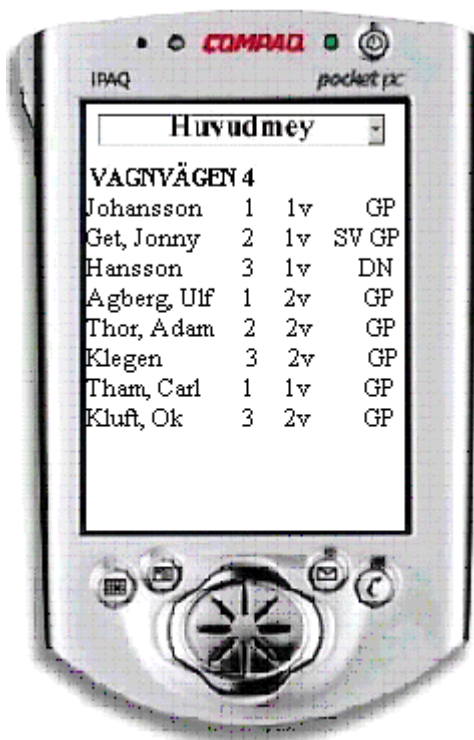 COMPAQ
IPAQ pocket pc
Huvudmey
VAGNVÄGEN 4
Johansson 1 1v GP
Get, Jonny 2 1v SV GP
Hansson 3 1v DN
Agberg, Ulf 1 2v GP
Thor, Adam 2 2v GP
Klegen 3 2v GP
Tham, Carl 1 1v GP
Kluft, Ok 3 2v GP